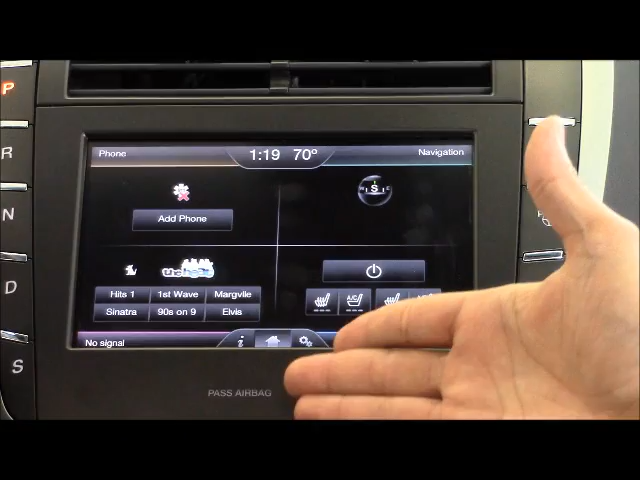 P
R
N
D
S
Phone
1:19 70°
Navigation
S
Add Phone
Hits 1 1st Wave Margvlle
Sinatra 90s on 9 Elvis
A/C
No signal
i
PASS AIRBAG